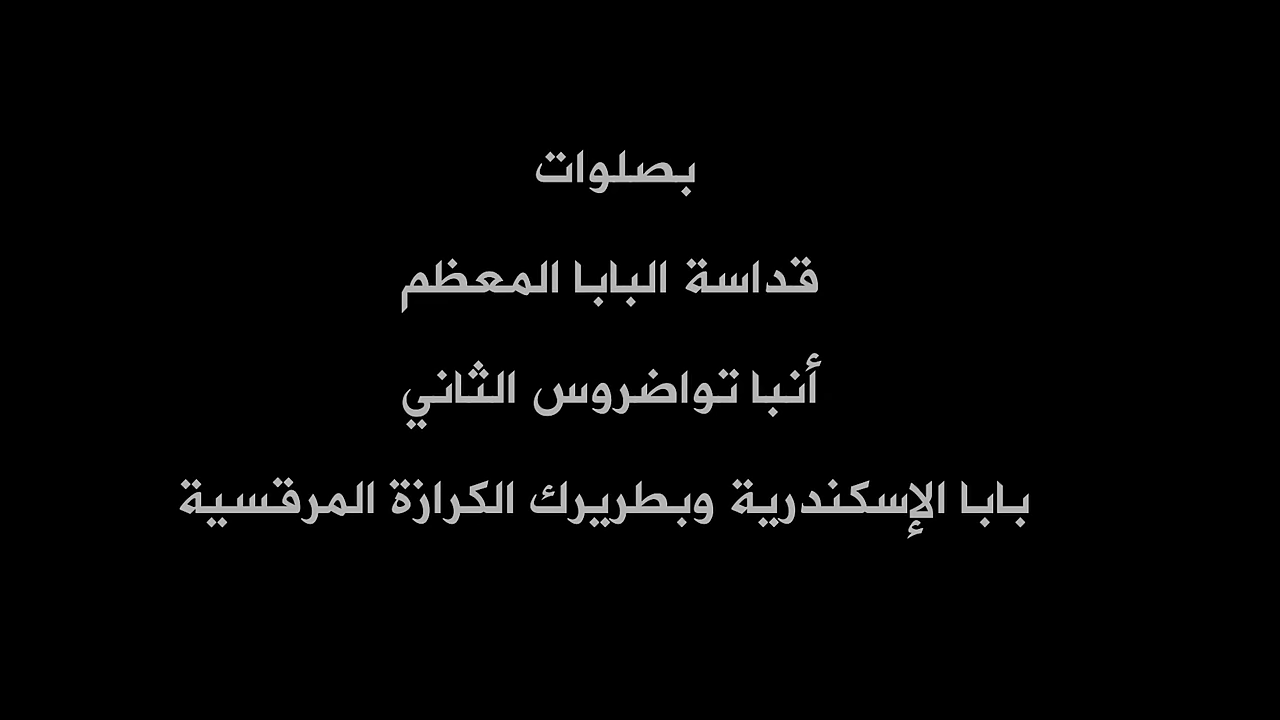 بصلوات
قداسة البابا المعظم
أنبا تواضروس الثاني
بابا الإسكندرية وبطريرك الكرازة المرقسية